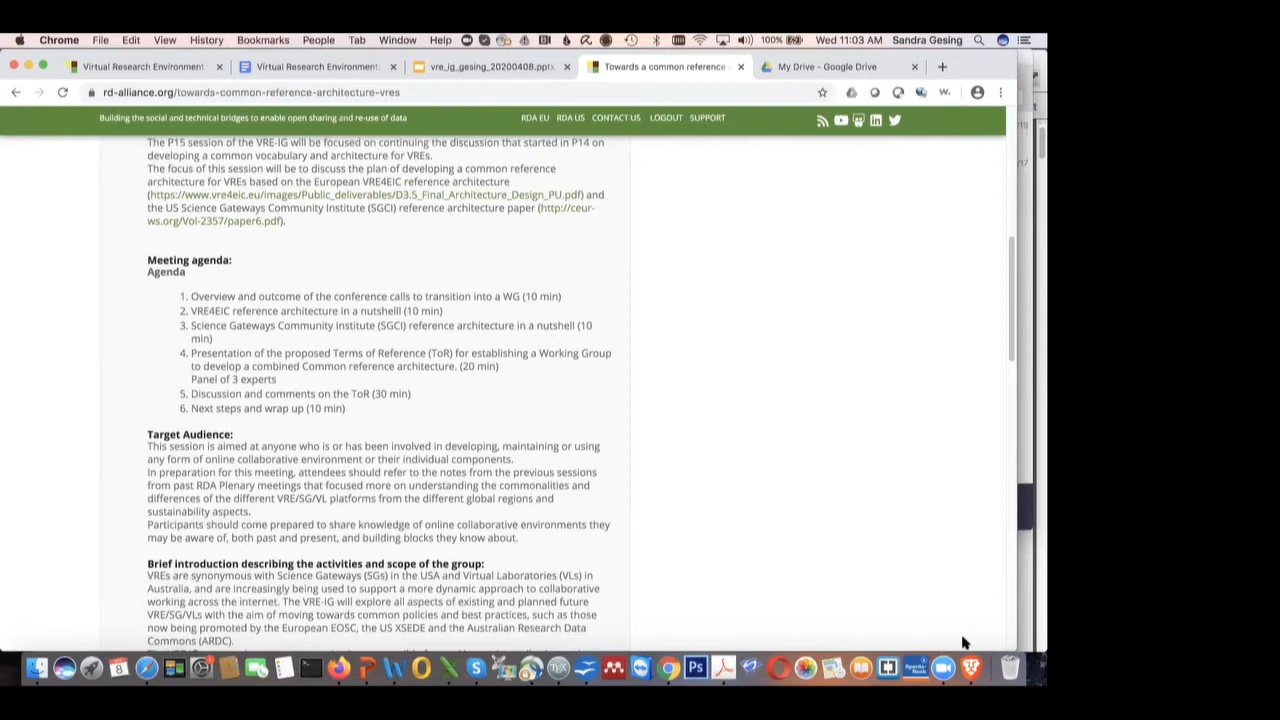 Chrome File Edit View History Bookmarks People Tab Window Help 100% Wed 11:03 AM Sandra Gesing
Virtual Research Environment Virtual Research Environment: vre_ig_gesing_20200408.pptx Towards a common reference My Drive - Google Drive
rd-alliance.org/towards-common-reference-architecture-vres
Building the social and technical bridges to enable open sharing and re-use of data RDA EU RDA US CONTACT US LOGOUT SUPPORT
The P15 session of the VRE-IG will be focused on continuing the discussion that started in P14 on
developing a common vocabulary and architecture for VREs.
The focus of this session will be to discuss the plan of developing a common reference
architecture for VREs based on the European VRE4EIC reference architecture
(https://www.vre4eic.eu/images/Public_deliverables/D3.5_Final_Architecture_Design_PU.pdf) and
the US Science Gateways Community Institute (SGCI) reference architecture paper (http://ceur-
ws.org/Vol-2357/paper6.pdf).
Meeting agenda:
Agenda
1. Overview and outcome of the conference calls to transition into a WG (10 min)
2. VRE4EIC reference architecture in a nutshelll (10 min)
3. Science Gateways Community Institute (SGCI) reference architecture in a nutshell (10
min)
4. Presentation of the proposed Terms of Reference (ToR) for establishing a Working Group
to develop a combined Common reference architecture. (20 min)
Panel of 3 experts
5. Discussion and comments on the ToR (30 min)
6. Next steps and wrap up (10 min)
Target Audience:
This session is aimed at anyone who is or has been involved in developing, maintaining or using
any form of online collaborative environment or their individual components.
In preparation for this meeting, attendees should refer to the notes from the previous sessions
from past RDA Plenary meetings that focused more on understanding the commonalities and
differences of the different VRE/SG/VL platforms from the different global regions and
sustainability aspects.
Participants should come prepared to share knowledge of online collaborative environments they
may be aware of, both past and present, and building blocks they know about.
Brief introduction describing the activities and scope of the group:
VREs are synonymous with Science Gateways (SGs) in the USA and Virtual Laboratories (VLs) in
Australia, and are increasingly being used to support a more dynamic approach to collaborative
working across the internet. The VRE-IG will explore all aspects of existing and planned future
VRE/SG/VLs with the aim of moving towards common policies and best practices, such as those
now being promoted by the European EOSC, the US XSEDE and the Australian Research Data
Commons (ARDC).